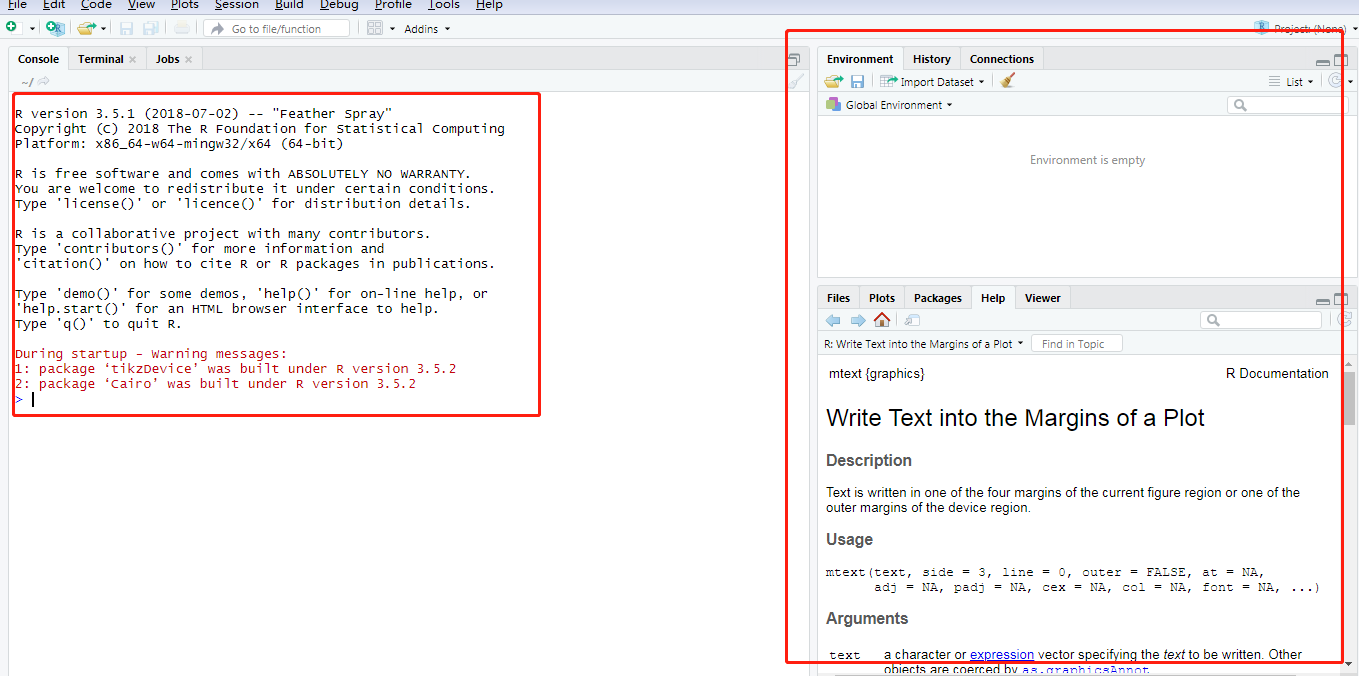 File Edit Code View Plots Session Build Debug Profile Tools Help
Go to file/function Addins Project: (None)
Console Terminal Jobs
~/
R version 3.5.1 (2018-07-02) -- "Feather Spray"
Copyright (C) 2018 The R Foundation for Statistical Computing
Platform: x86_64-w64-mingw32/x64 (64-bit)
R is free software and comes with ABSOLUTELY NO WARRANTY.
You are welcome to redistribute it under certain conditions.
Type 'license()' or 'licence()' for distribution details.
R is a collaborative project with many contributors.
Type 'contributors()' for more information and
'citation()' on how to cite R or R packages in publications.
Type 'demo()' for some demos, 'help()' for on-line help, or
'help.start()' for an HTML browser interface to help.
Type 'q()' to quit R.
During startup - Warning messages:
1: package ‘tikzDevice’ was built under R version 3.5.2
2: package ‘Cairo’ was built under R version 3.5.2
>
Environment History Connections
Import Dataset List
Global Environment
Environment is empty
Files Plots Packages Help Viewer
R: Write Text into the Margins of a Plot Find in Topic
mtext {graphics} R Documentation
Write Text into the Margins of a Plot
Description
Text is written in one of the four margins of the current figure region or one of the
outer margins of the device region.
Usage
mtext(text, side = 3, line = 0, outer = FALSE, at = NA,
adj = NA, padj = NA, cex = NA, col = NA, font = NA, ...)
Arguments
text a character or expression vector specifying the text to be written. Other
objects are coerced by as.graphicsAnnot